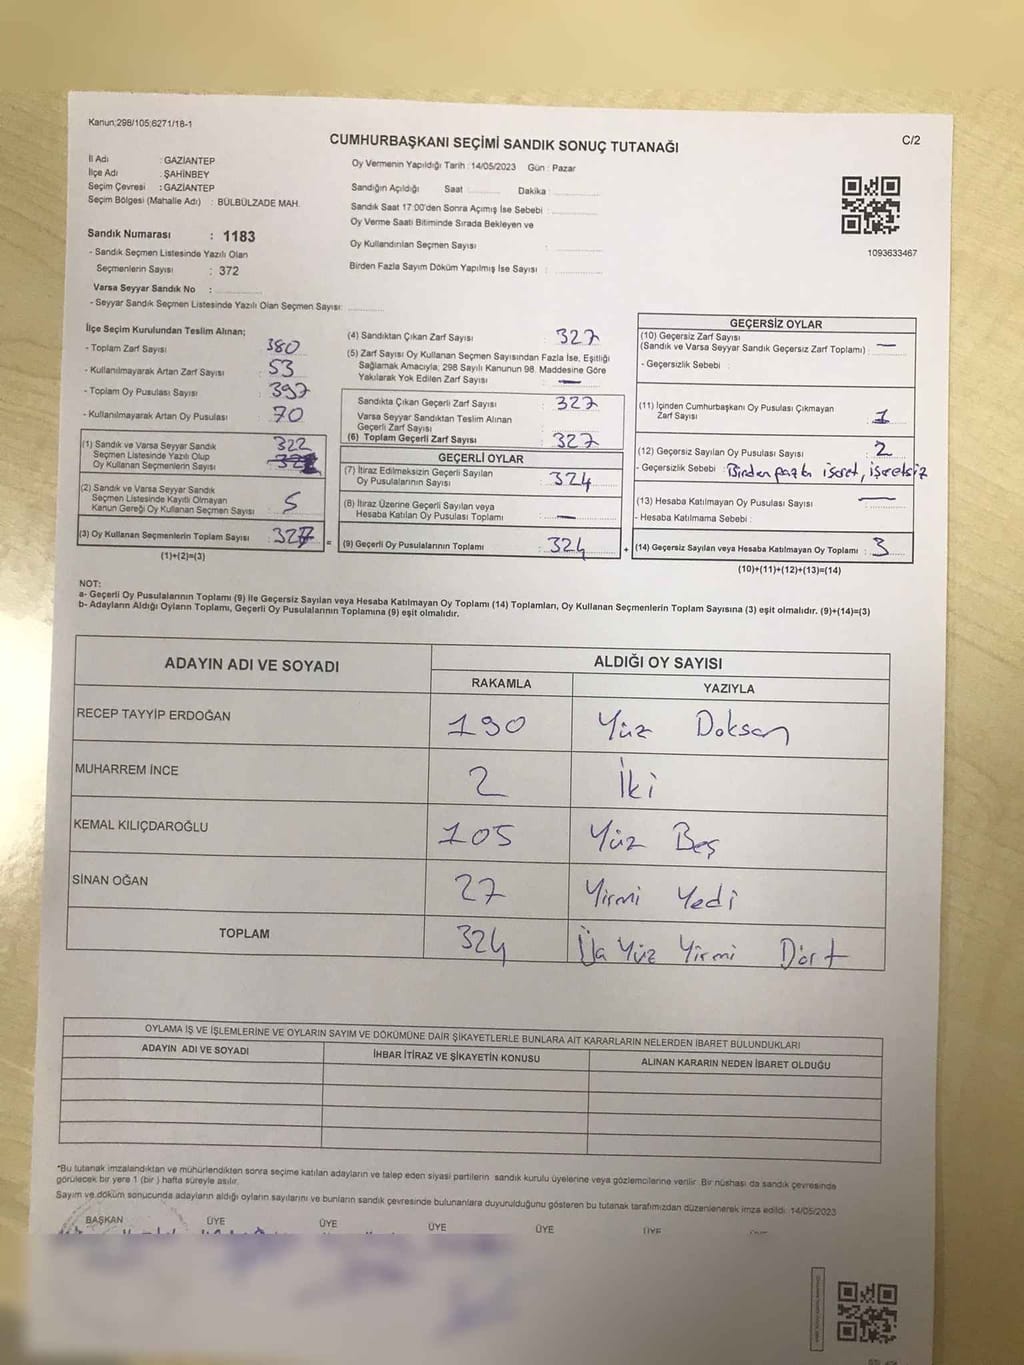 Kanun;298/105;6271/18-1
C/2
CUMHURBAŞKANI SEÇİMİ SANDIK SONUÇ TUTANAĞI
İl Adı : GAZİANTEP
İlçe Adı : ŞAHİNBEY
Seçim Çevresi : GAZİANTEP
Seçim Bölgesi (Mahalle Adı) : BÜLBÜLZADE MAH.
Sandık Numarası : 1183
- Sandık Seçmen Listesinde Yazılı Olan
Seçmenlerin Sayısı : 372
Varsa Seyyar Sandık No :
- Seyyar Sandık Seçmen Listesinde Yazılı Olan Seçmen Sayısı:
Oy Vermenin Yapıldığı Tarih : 14/05/2023 Gün : Pazar
Sandığın Açıldığı Saat Dakika
Sandık Saat 17:00'den Sonra Açımış İse Sebebi :
Oy Verme Saati Bitiminde Sırada Bekleyen ve
Oy Kullandırılan Seçmen Sayısı :
Birden Fazla Sayım Döküm Yapılmış İse Sayısı :
1093633467
İlçe Seçim Kurulundan Teslim Alınan;
- Toplam Zarf Sayısı : 380
- Kullanılmayarak Artan Zarf Sayısı : 53
- Toplam Oy Pusulası Sayısı : 397
- Kullanılmayarak Artan Oy Pusulası : 70
(1) Sandık ve Varsa Seyyar Sandık 322
Seçmen Listesinde Yazılı Olup
Oy Kullanan Seçmenlerin Sayısı
(2) Sandık ve Varsa Seyyar Sandık
Seçmen Listesinde Kayıtlı Olmayan
Kanun Gereği Oy Kullanan Seçmen Sayısı : 5
(3) Oy Kullanan Seçmenlerin Toplam Sayısı : 327 =
(1)+(2)=(3)
(4) Sandıktan Çıkan Zarf Sayısı : 327
(5) Zarf Sayısı Oy Kullanan Seçmen Sayısından Fazla İse, Eşitliği
Sağlamak Amacıyla, 298 Sayılı Kanunun 98. Maddesine Göre
Yakılarak Yok Edilen Zarf Sayısı : —
Sandıkta Çıkan Geçerli Zarf Sayısı : 327
Varsa Seyyar Sandıktan Teslim Alınan
Geçerli Zarf Sayısı :
(6) Toplam Geçerli Zarf Sayısı : 327
GEÇERLİ OYLAR
(7) İtiraz Edilmeksizin Geçerli Sayılan
Oy Pusulalarının Sayısı : 324
(8) İtiraz Üzerine Geçerli Sayılan veya
Hesaba Katılan Oy Pusulası Toplamı : —
(9) Geçerli Oy Pusulalarının Toplamı : 324 +
GEÇERSİZ OYLAR
(10) Geçersiz Zarf Sayısı
(Sandık ve Varsa Seyyar Sandık Geçersiz Zarf Toplamı) : —
- Geçersizlik Sebebi :
(11) İçinden Cumhurbaşkanı Oy Pusulası Çıkmayan
Zarf Sayısı : 1
(12) Geçersiz Sayılan Oy Pusulası Sayısı : 2
- Geçersizlik Sebebi : Birden fazla işaret, işaretsiz
(13) Hesaba Katılmayan Oy Pusulası Sayısı : —
- Hesaba Katılmama Sebebi :
(14) Geçersiz Sayılan veya Hesaba Katılmayan Oy Toplamı : 3
(10)+(11)+(12)+(13)=(14)
NOT:
a- Geçerli Oy Pusulalarının Toplamı (9) ile Geçersiz Sayılan veya Hesaba Katılmayan Oy Toplamı (14) Toplamları, Oy Kullanan Seçmenlerin Toplam Sayısına (3) eşit olmalıdır. (9)+(14)=(3)
b- Adayların Aldığı Oyların Toplamı, Geçerli Oy Pusulalarının Toplamına (9) eşit olmalıdır.
ADAYIN ADI VE SOYADI ALDIĞI OY SAYISI
RAKAMLA YAZIYLA
RECEP TAYYİP ERDOĞAN 190 Yüz Doksan
MUHARREM İNCE 2 İki
KEMAL KILIÇDAROĞLU 105 Yüz Beş
SİNAN OĞAN 27 Yirmi Yedi
TOPLAM 324 Üç Yüz Yirmi Dört
OYLAMA İŞ VE İŞLEMLERİNE VE OYLARIN SAYIM VE DÖKÜMÜNE DAİR ŞİKAYETLERLE BUNLARA AİT KARARLARIN NELERDEN İBARET BULUNDUKLARI
ADAYIN ADI VE SOYADI İHBAR İTİRAZ VE ŞİKAYETİN KONUSU ALINAN KARARIN NEDEN İBARET OLDUĞU
*Bu tutanak imzalandıktan ve mühürlendikten sonra seçime katılan adayların ve talep eden siyasi partilerin sandık kurulu üyelerine veya gözlemcilerine verilir. Bir nüshası da sandık çevresinde
görülecek bir yere 1 (bir ) hafta süreyle asılır.
Sayım ve döküm sonucunda adayların aldığı oyların sayılarını ve bunların sandık çevresinde bulunanlara duyurulduğunu gösteren bu tutanak tarafımızdan düzenlenerek imza edildi. 14/05/2023
BAŞKAN ÜYE ÜYE ÜYE ÜYE ÜYE